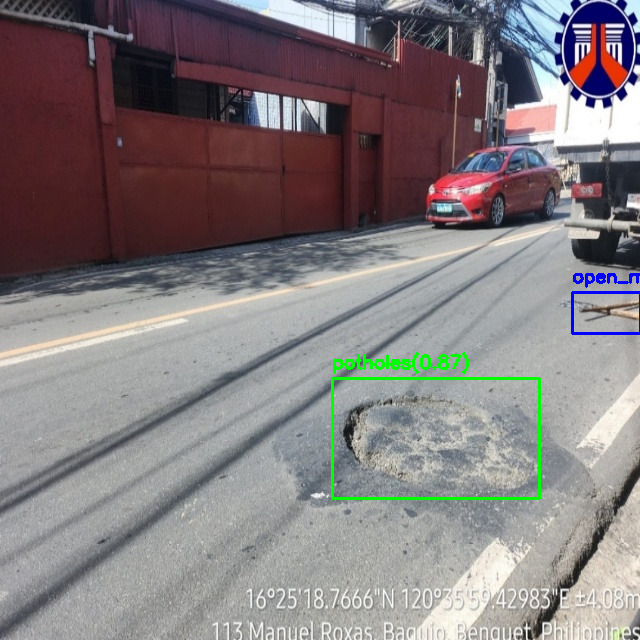 open_m
potholes(0.87)
16°25'18.7666"N 120°35'59.42983"E ±4.08m
113 Manuel Roxas, Baguio, Benguet, Philippines